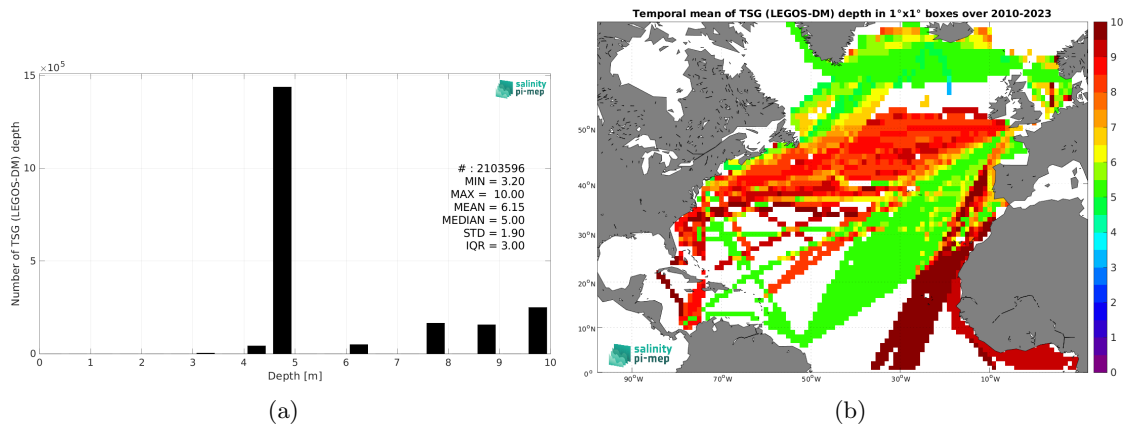 ×10⁵
15
10
5
0
Number of TSG (LEGOS-DM) depth
salinity
pi-mep
# : 2103596
MIN = 3.20
MAX = 10.00
MEAN = 6.15
MEDIAN = 5.00
STD = 1.90
IQR = 3.00
0 1 2 3 4 5 6 7 8 9 10
Depth [m]
(a)
Temporal mean of TSG (LEGOS-DM) depth in 1°x1° boxes over 2010-2023
50°N
40°N
30°N
20°N
10°N
0°
90°W 70°W 50°W 30°W 10°W
salinity
pi-mep
10
9
8
7
6
5
4
3
2
1
0
(b)